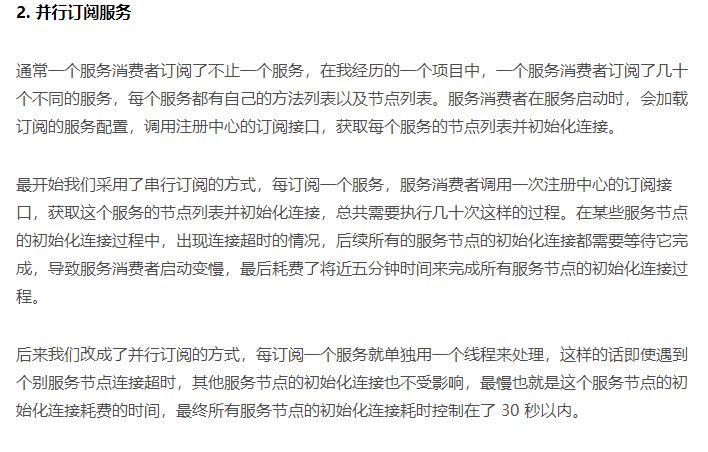 2. 并行订阅服务
通常一个服务消费者订阅了不止一个服务，在我经历的一个项目中，一个服务消费者订阅了几十
个不同的服务，每个服务都有自己的方法列表以及节点列表。服务消费者在服务启动时，会加载
订阅的服务配置，调用注册中心的订阅接口，获取每个服务的节点列表并初始化连接。
最开始我们采用了串行订阅的方式，每订阅一个服务，服务消费者调用一次注册中心的订阅接
口，获取这个服务的节点列表并初始化连接，总共需要执行几十次这样的过程。在某些服务节点
的初始化连接过程中，出现连接超时的情况，后续所有的服务节点的初始化连接都需要等待它完
成，导致服务消费者启动变慢，最后耗费了将近五分钟时间来完成所有服务节点的初始化连接过
程。
后来我们改成了并行订阅的方式，每订阅一个服务就单独用一个线程来处理，这样的话即使遇到
个别服务节点连接超时，其他服务节点的初始化连接也不受影响，最慢也就是这个服务节点的初
始化连接耗费的时间，最终所有服务节点的初始化连接耗时控制在了 30 秒以内。